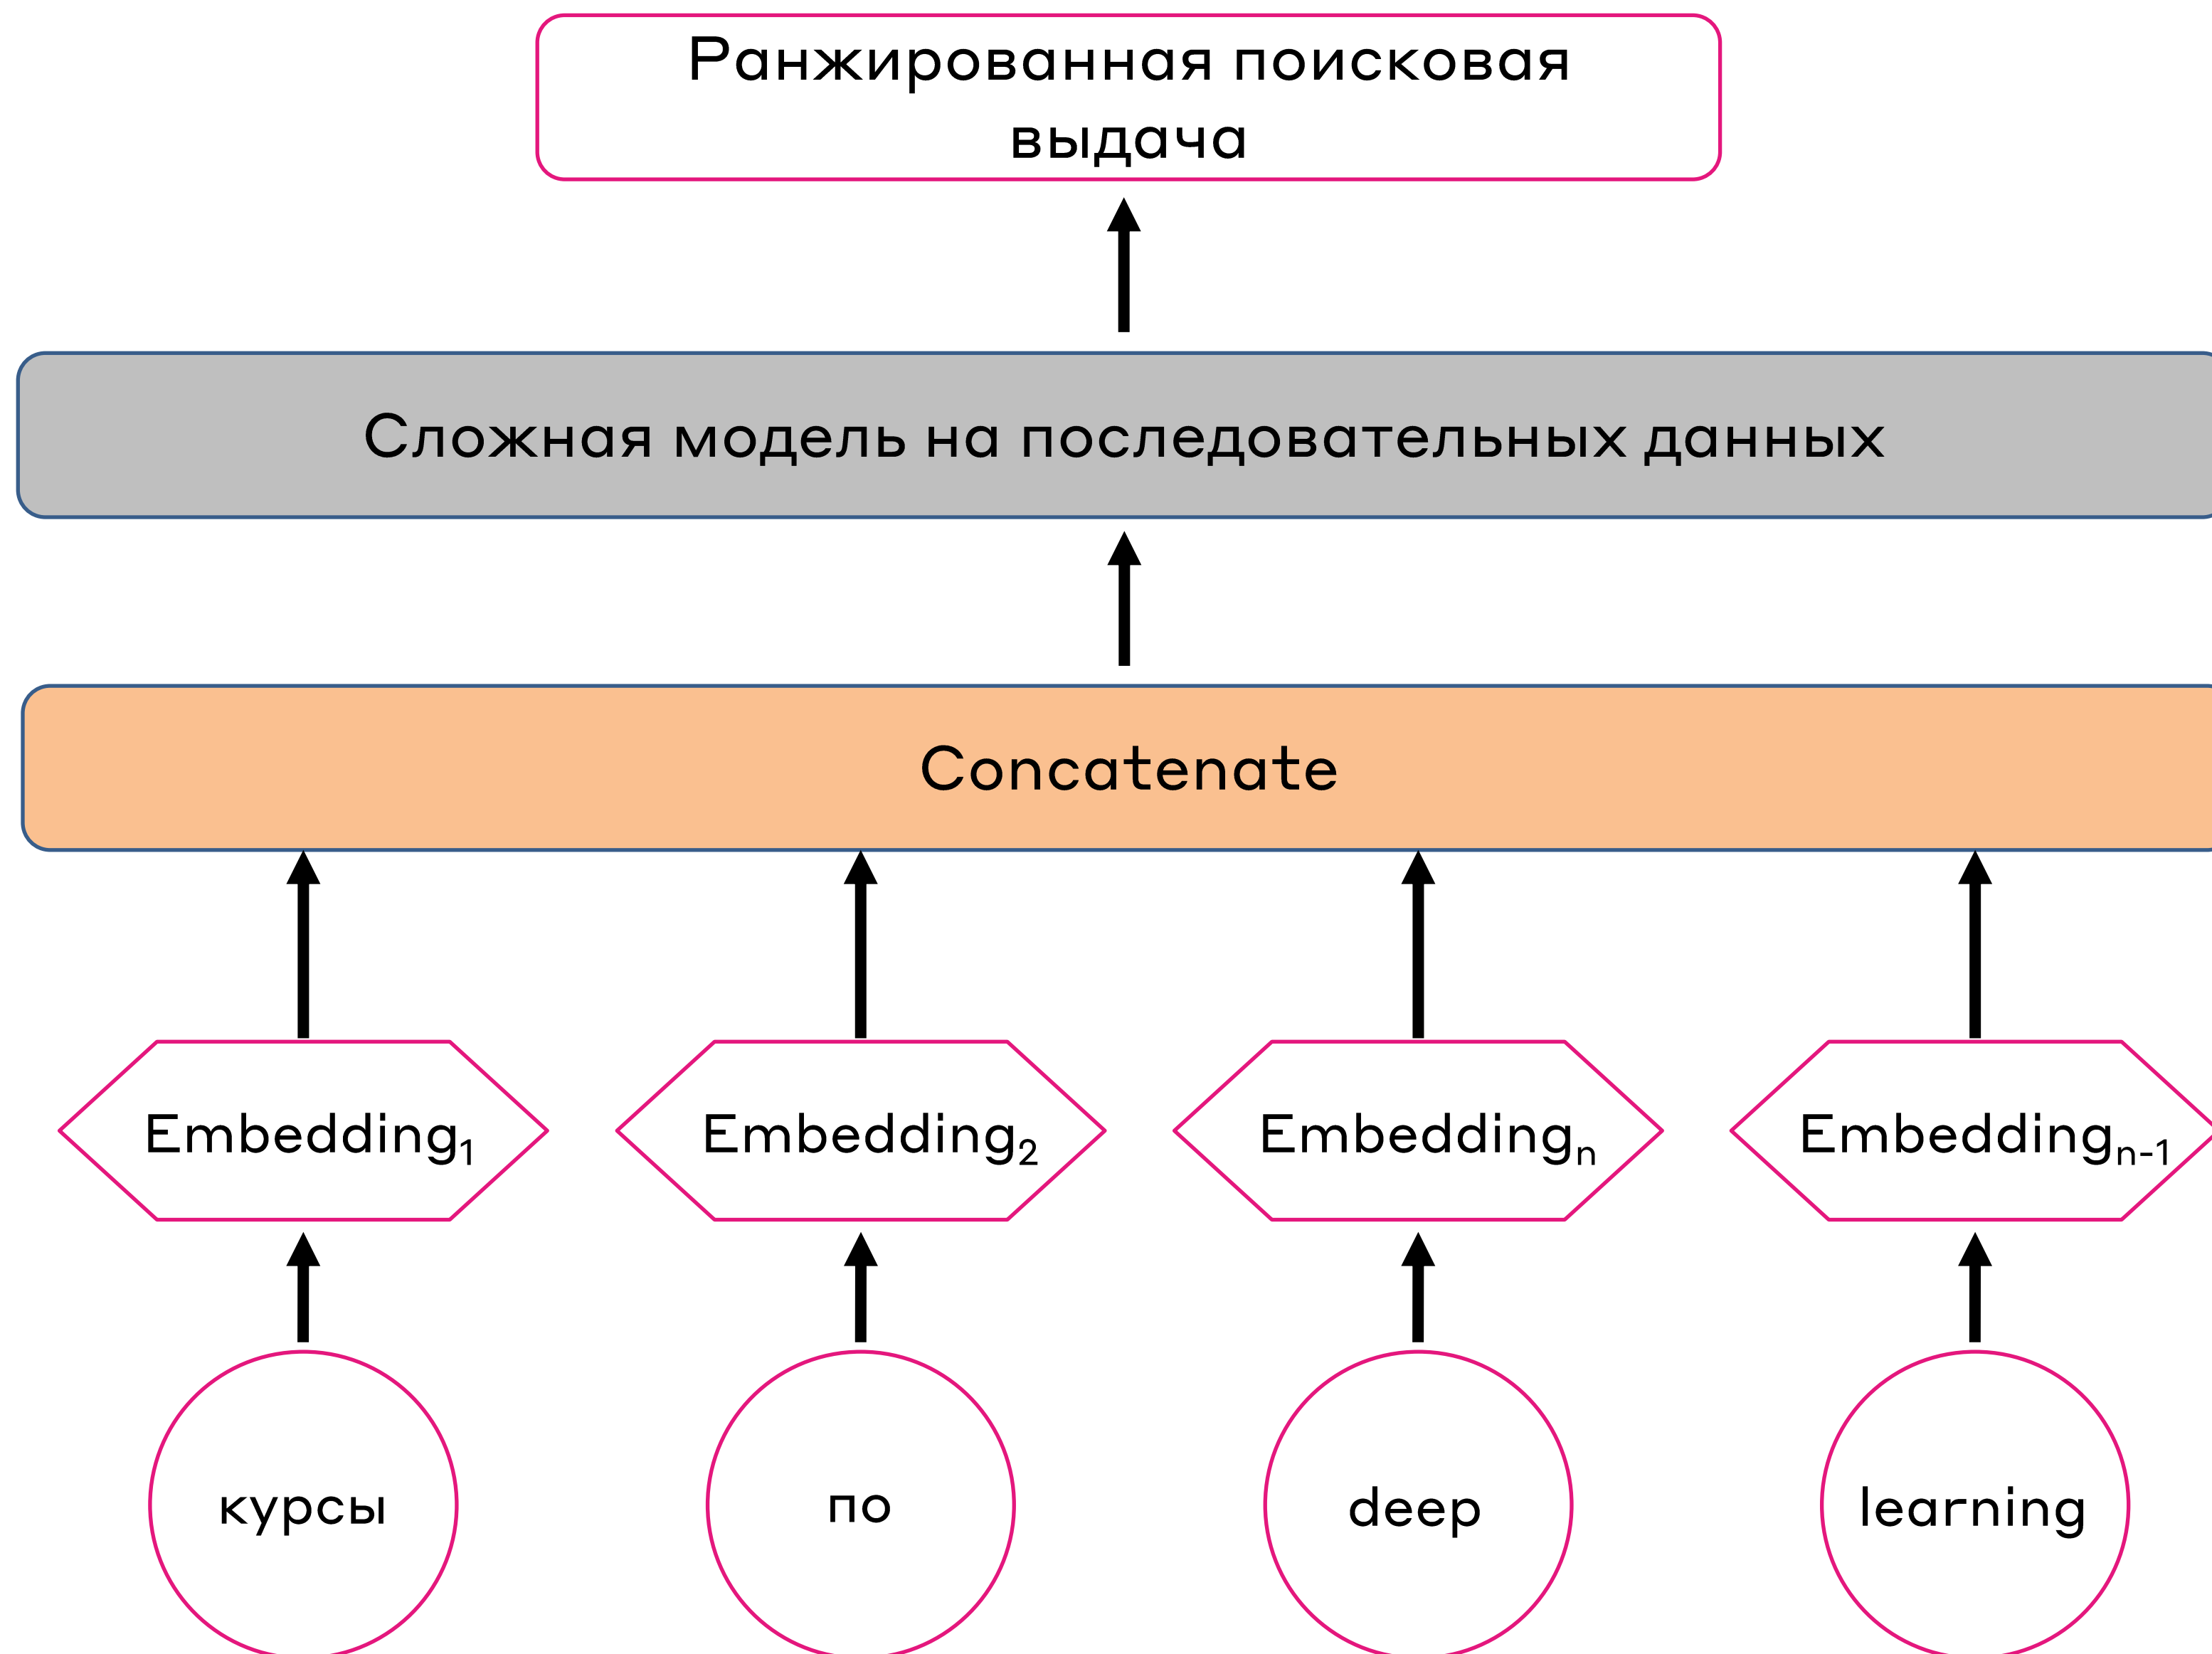 Ранжированная поисковая
выдача
Сложная модель на последовательных данных
Concatenate
Embedding1 Embedding2 Embeddingn Embeddingn-1
курсы по deep learning